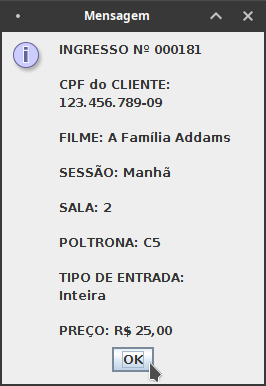 Mensagem
INGRESSO Nº 000181
CPF do CLIENTE:
123.456.789-09
FILME: A Família Addams
SESSÃO: Manhã
SALA: 2
POLTRONA: C5
TIPO DE ENTRADA:
Inteira
PREÇO: R$ 25,00
OK